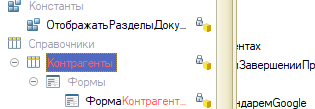 Константы
ОтображатьРазделыДоку...
Справочники
Контрагенты
Формы
ФормаКонтрагент...
ентах
ЗавершенииПр
ндаремGoogle